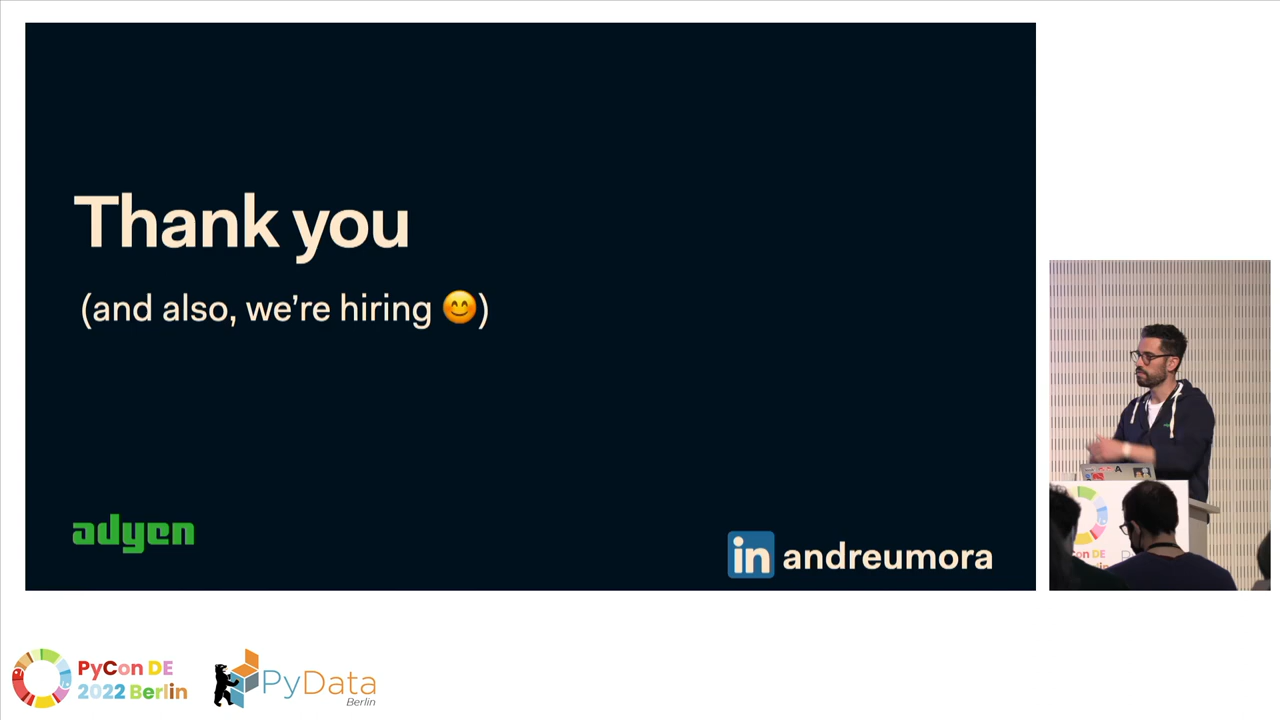 Thank you
(and also, we're hiring 😊)
adyen
in andreumora
A
PyCon DE
2022 Berlin
PyData
Berlin